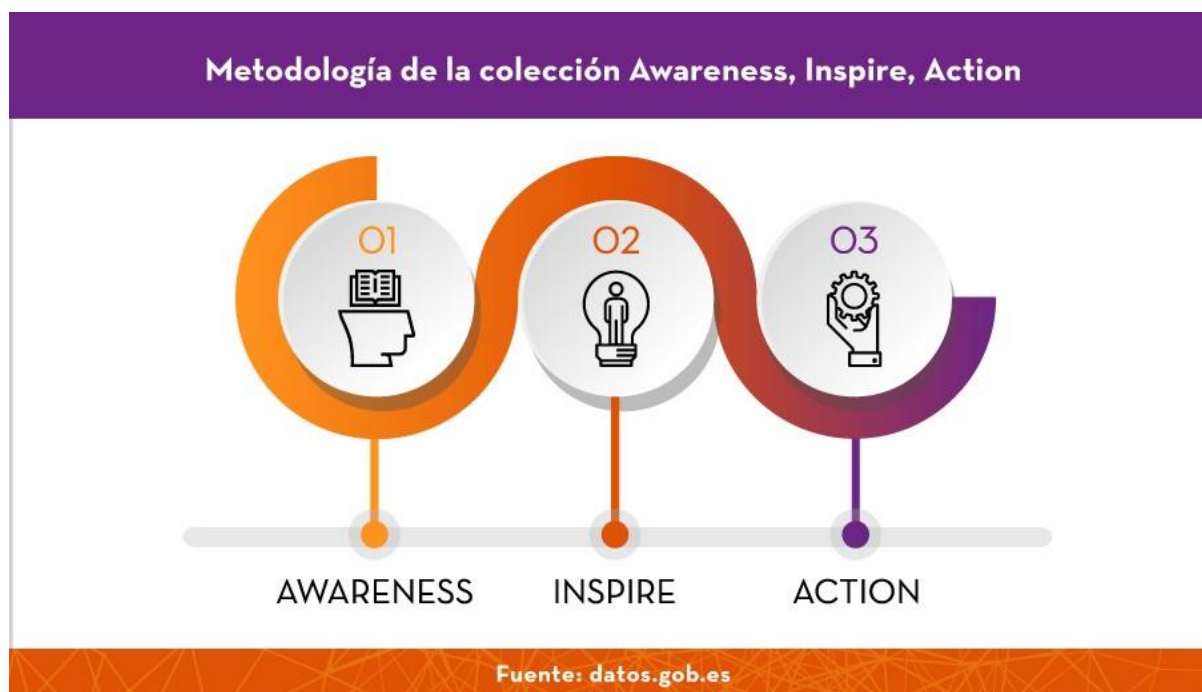 Metodología de la colección Awareness, Inspire, Action
01
02
03
AWARENESS
INSPIRE
ACTION
Fuente: datos.gob.es